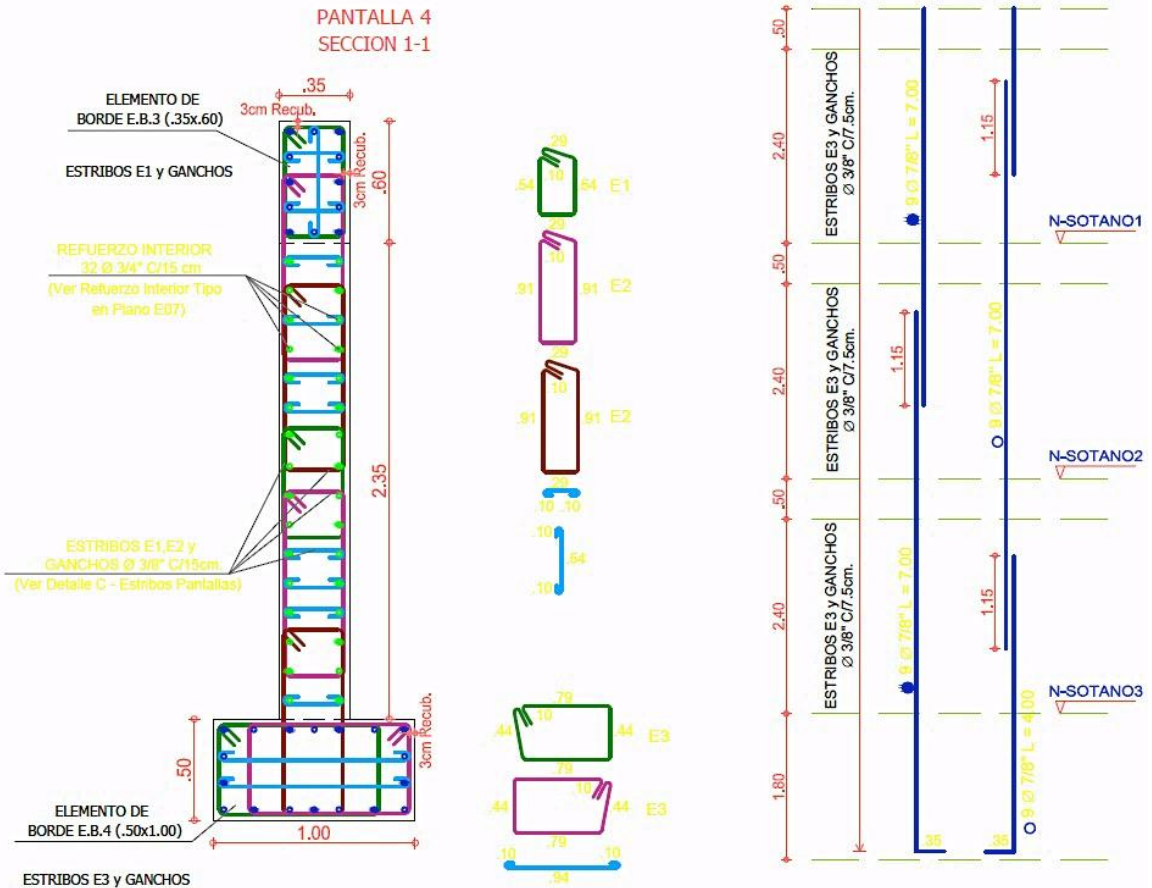 PANTALLA 4
SECCION 1-1
.35
3cm Recub.
ELEMENTO DE
BORDE E.B.3 (.35x.60)
ESTRIBOS E1 y GANCHOS
3cm Recub.
.60
REFUERZO INTERIOR
32 Ø 3/4" C/15 cm
(Ver Refuerzo Interior Tipo
en Plano E07)
2.35
ESTRIBOS E1,E2 y
GANCHOS Ø 3/8" C/15cm.
(Ver Detalle C - Estribos Pantallas)
3cm Recub.
.50
ELEMENTO DE
BORDE E.B.4 (.50x1.00)
1.00
ESTRIBOS E3 y GANCHOS
.29
.10
.54
.54
E1
.29
.10
.91
.91
E2
.29
.10
.91
.91
E2
.29
.10
.10
.10
.54
.10
.79
.10
.44
.44
E3
.79
.79
.10
.44
.44
E3
.79
.10
.10
.94
.50
2.40
.50
2.40
.50
2.40
1.80
ESTRIBOS E3 y GANCHOS
Ø 3/8" C/7.5cm.
ESTRIBOS E3 y GANCHOS
Ø 3/8" C/7.5cm.
ESTRIBOS E3 y GANCHOS
Ø 3/8" C/7.5cm.
9 Ø 7/8" L = 7.00
1.15
N-SOTANO1
1.15
9 Ø 7/8" L = 7.00
N-SOTANO2
9 Ø 7/8" L = 7.00
1.15
N-SOTANO3
9 Ø 7/8" L = 4.00
.35
.35